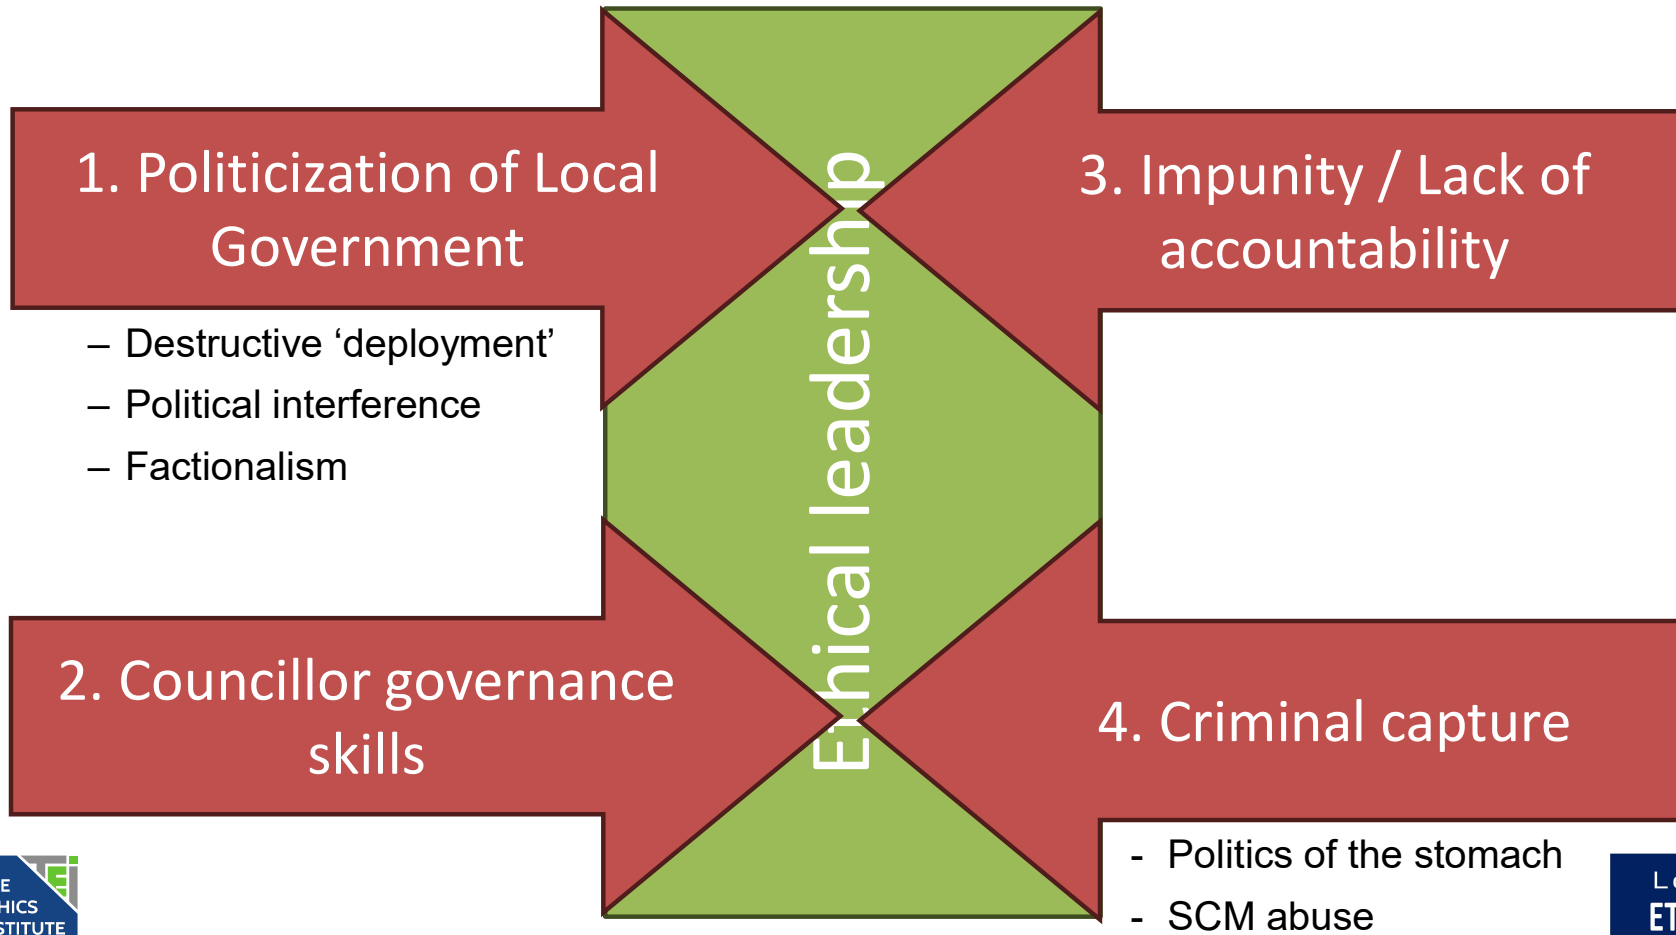 1. Politicization of Local
Government
– Destructive ‘deployment’
– Political interference
– Factionalism
2. Councillor governance
skills
Ethical leadership
3. Impunity / Lack of
accountability
4. Criminal capture
- Politics of the stomach
- SCM abuse